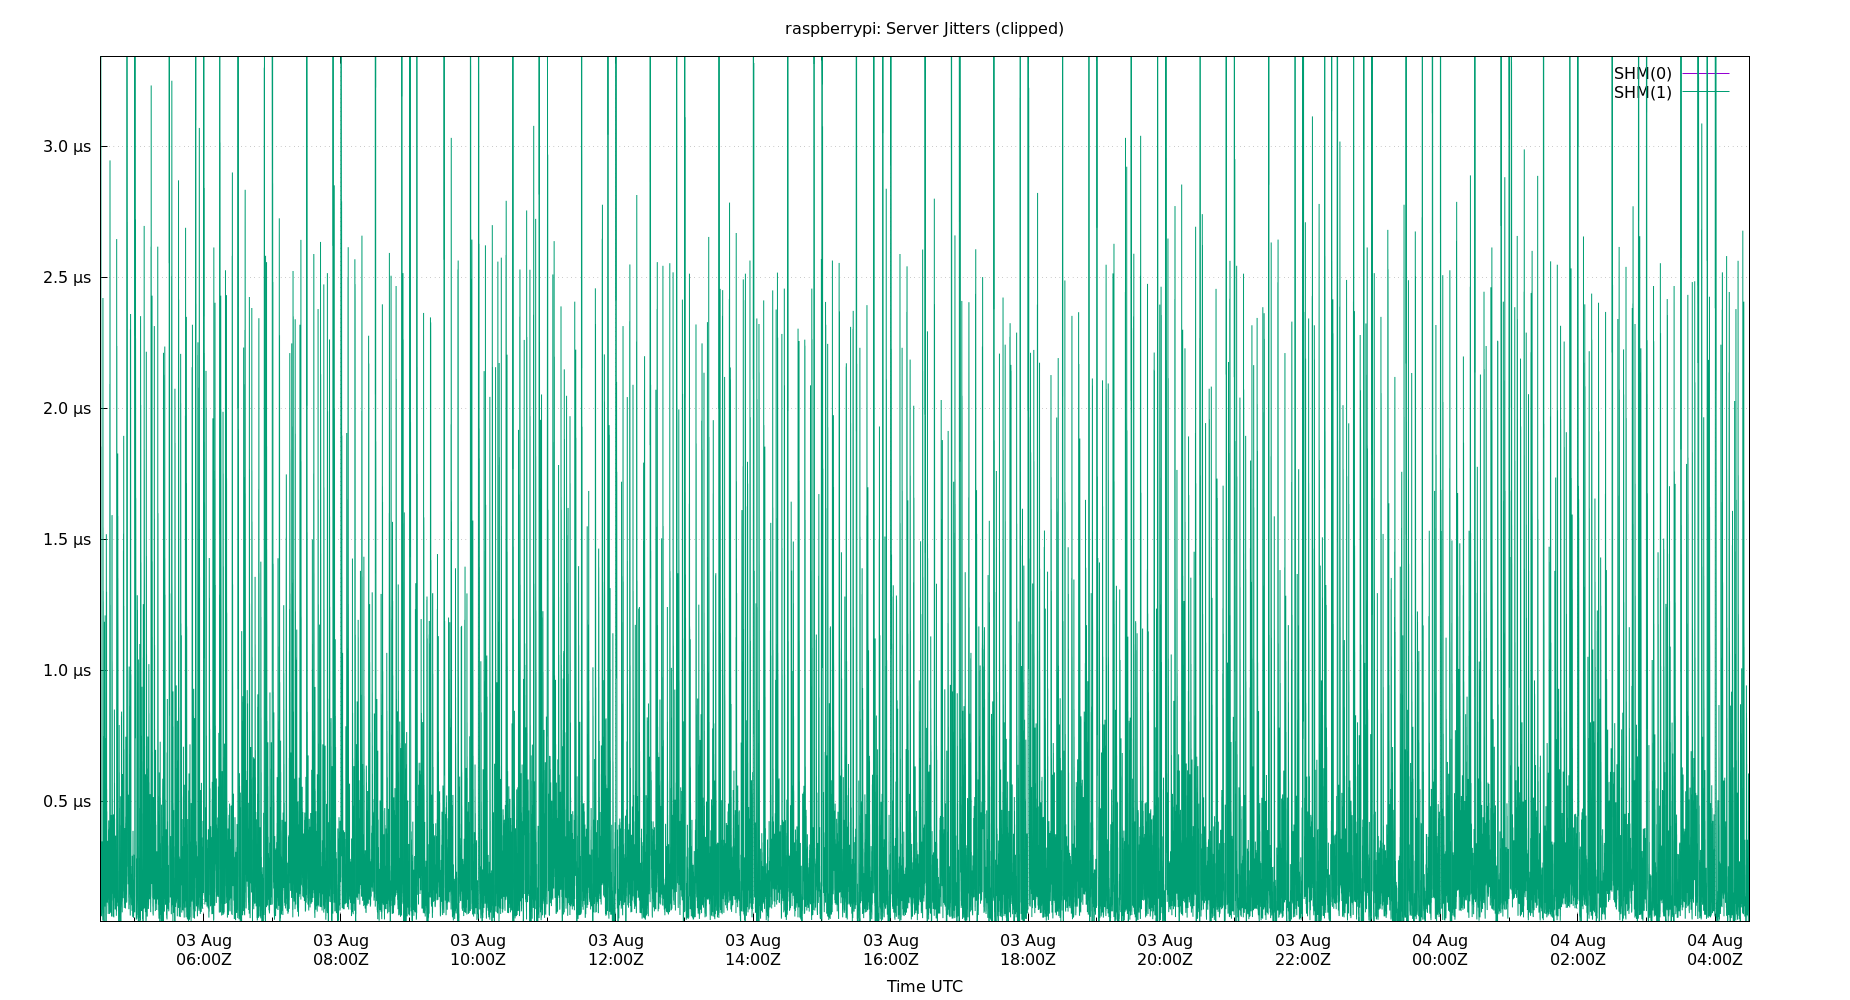 raspberrypi: Server Jitters (clipped)
SHM(0)
SHM(1)
3.0 µs
2.5 µs
2.0 µs
1.5 µs
1.0 µs
0.5 µs
03 Aug 03 Aug 03 Aug 03 Aug 03 Aug 03 Aug 03 Aug 03 Aug 03 Aug 04 Aug 04 Aug 04 Aug
06:00Z 08:00Z 10:00Z 12:00Z 14:00Z 16:00Z 18:00Z 20:00Z 22:00Z 00:00Z 02:00Z 04:00Z
Time UTC